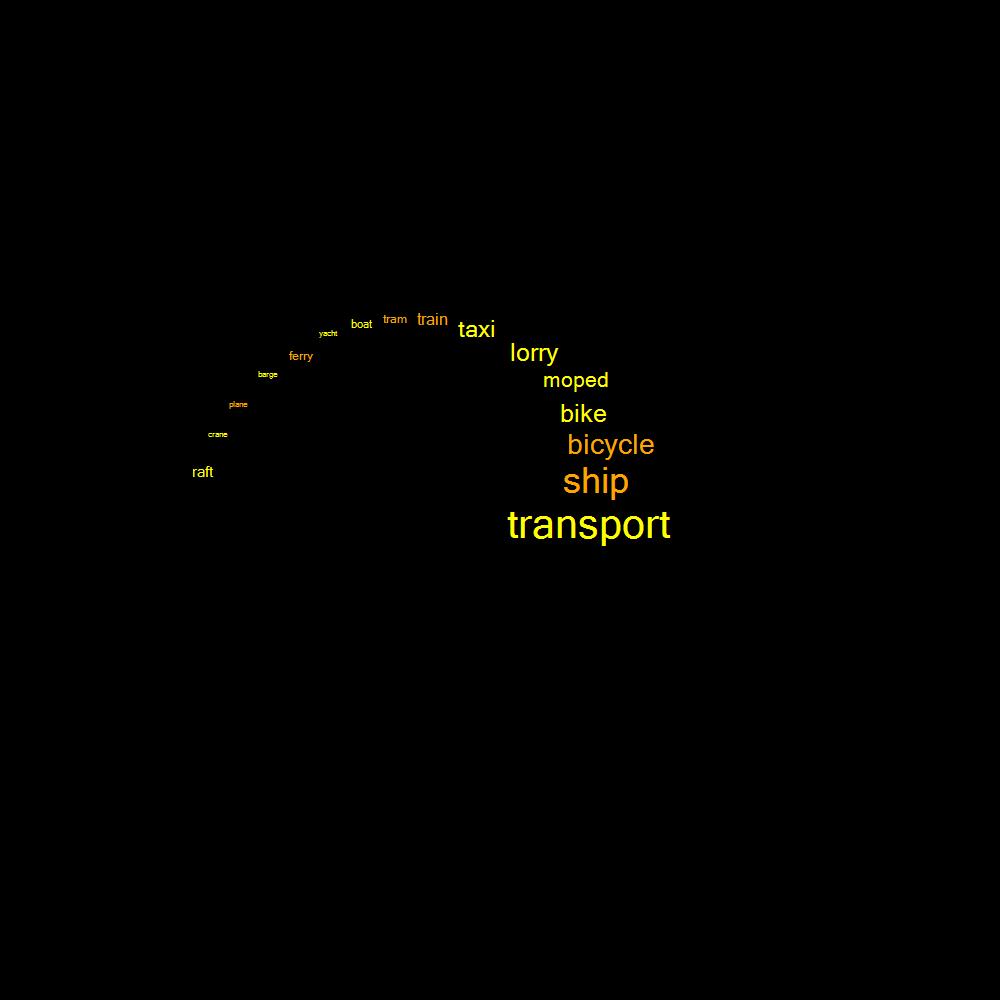 transport
ship
bicycle
bike
moped
lorry
taxi
train
tram
boat
yacht
ferry
barge
plane
crane
raft